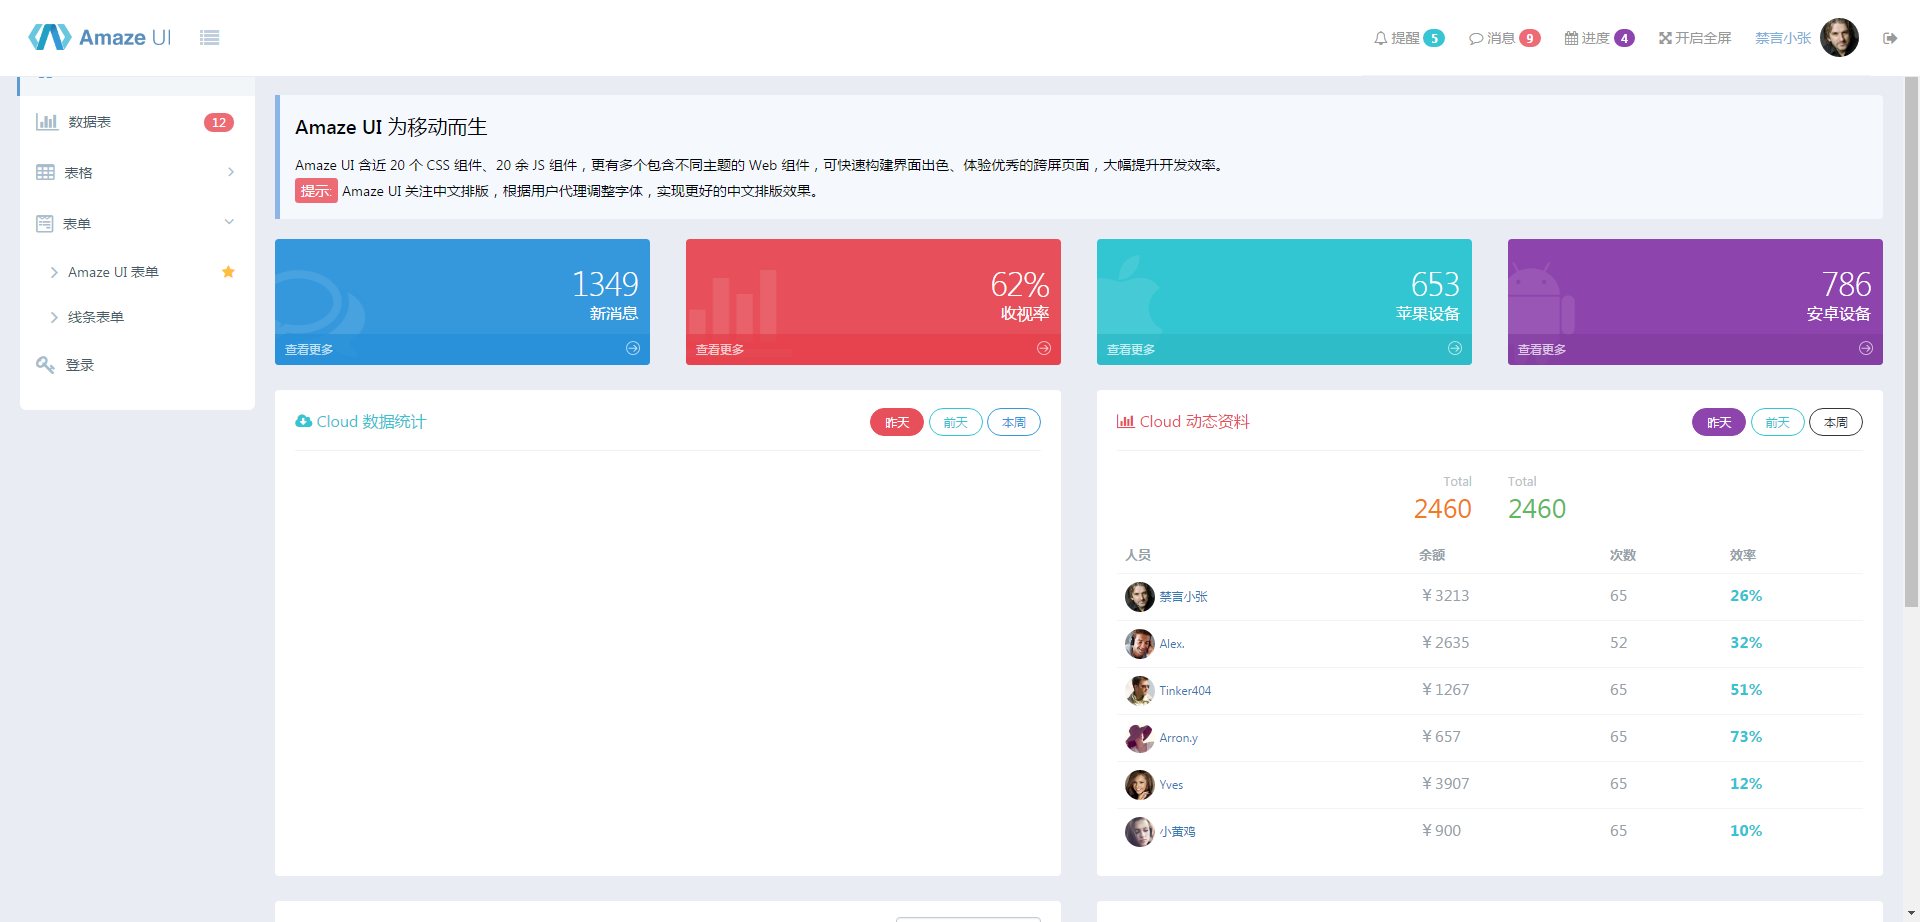 Amaze UI
提醒 5
消息 9
进度 4
开启全屏
禁言小张
数据表 12
表格
表单
Amaze UI 表单
线条表单
登录
Amaze UI 为移动而生
Amaze UI 含近 20 个 CSS 组件、20 余 JS 组件，更有多个包含不同主题的 Web 组件，可快速构建界面出色、体验优秀的跨屏页面，大幅提升开发效率。
提示: Amaze UI 关注中文排版，根据用户代理调整字体，实现更好的中文排版效果。
1349
新消息
查看更多
62%
收视率
查看更多
653
苹果设备
查看更多
786
安卓设备
查看更多
Cloud 数据统计
昨天 前天 本周
Cloud 动态资料
昨天 前天 本周
Total Total
2460 2460
人员 余额 次数 效率
禁言小张 ￥3213 65 26%
Alex. ￥2635 52 32%
Tinker404 ￥1267 65 51%
Arron.y ￥657 65 73%
Yves ￥3907 65 12%
小黄鸡 ￥900 65 10%